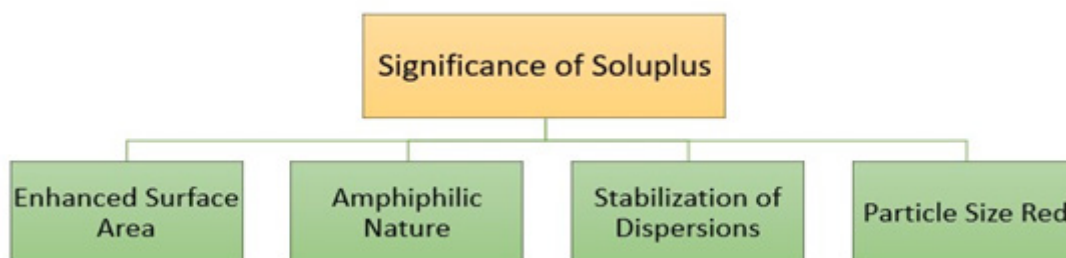 Significance of Soluplus
Enhanced Surface
Area
Amphiphilic
Nature
Stabilization of
Dispersions
Particle Size Red